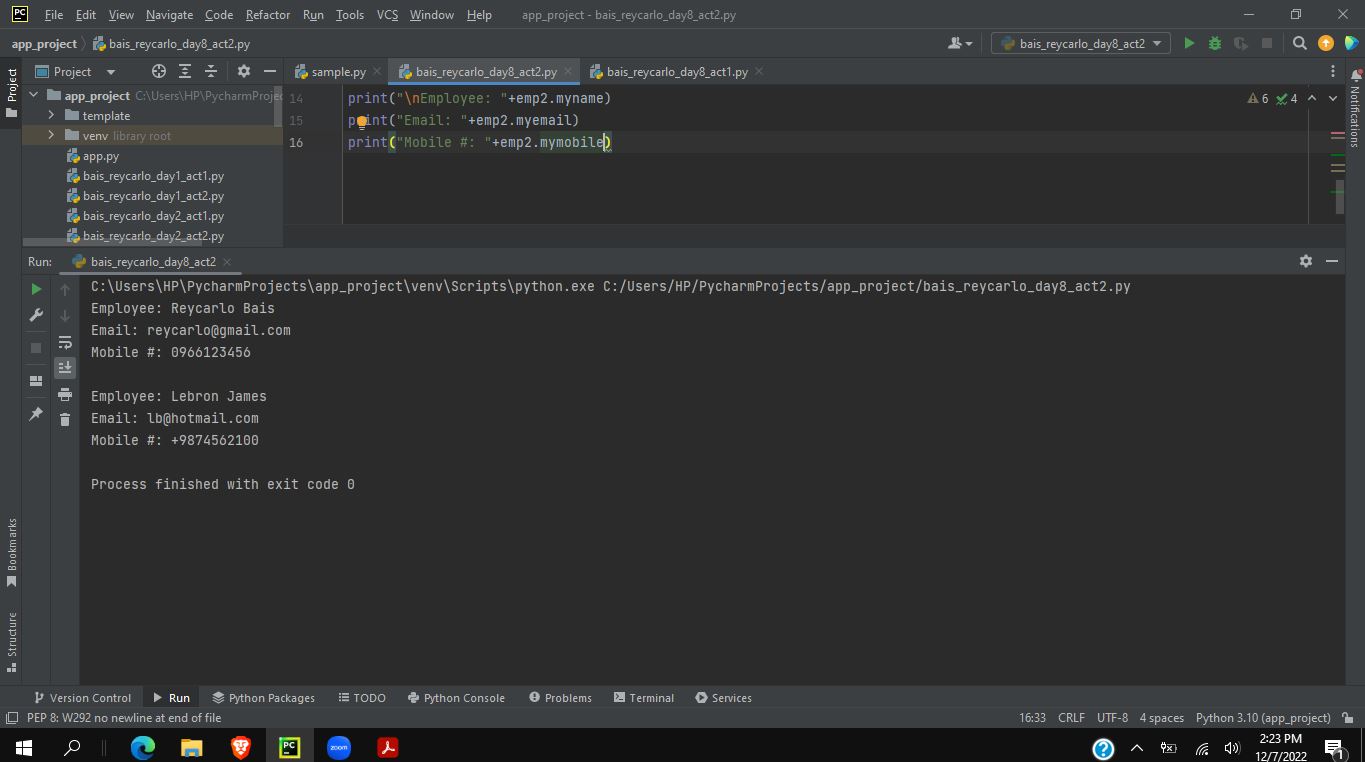 PC File Edit View Navigate Code Refactor Run Tools VCS Window Help app_project - bais_reycarlo_day8_act2.py
app_project bais_reycarlo_day8_act2.py bais_reycarlo_day8_act2
Project Project sample.py bais_reycarlo_day8_act2.py bais_reycarlo_day8_act1.py
Notifications
app_project C:\Users\HP\PycharmProjec
template
venv library root
app.py
bais_reycarlo_day1_act1.py
bais_reycarlo_day1_act2.py
bais_reycarlo_day2_act1.py
bais_reycarlo_day2_act2.py
14 print("\nEmployee: "+emp2.myname) 6 4
15 print("Email: "+emp2.myemail)
16 print("Mobile #: "+emp2.mymobile)
Run: bais_reycarlo_day8_act2
C:\Users\HP\PycharmProjects\app_project\venv\Scripts\python.exe C:/Users/HP/PycharmProjects/app_project/bais_reycarlo_day8_act2.py
Employee: Reycarlo Bais
Email: reycarlo@gmail.com
Mobile #: 0966123456
Employee: Lebron James
Email: lb@hotmail.com
Mobile #: +9874562100
Process finished with exit code 0
Bookmarks
Structure
Version Control Run Python Packages TODO Python Console Problems Terminal Services
PEP 8: W292 no newline at end of file 16:33 CRLF UTF-8 4 spaces Python 3.10 (app_project)
PC zoom 2:23 PM
12/7/2022 1